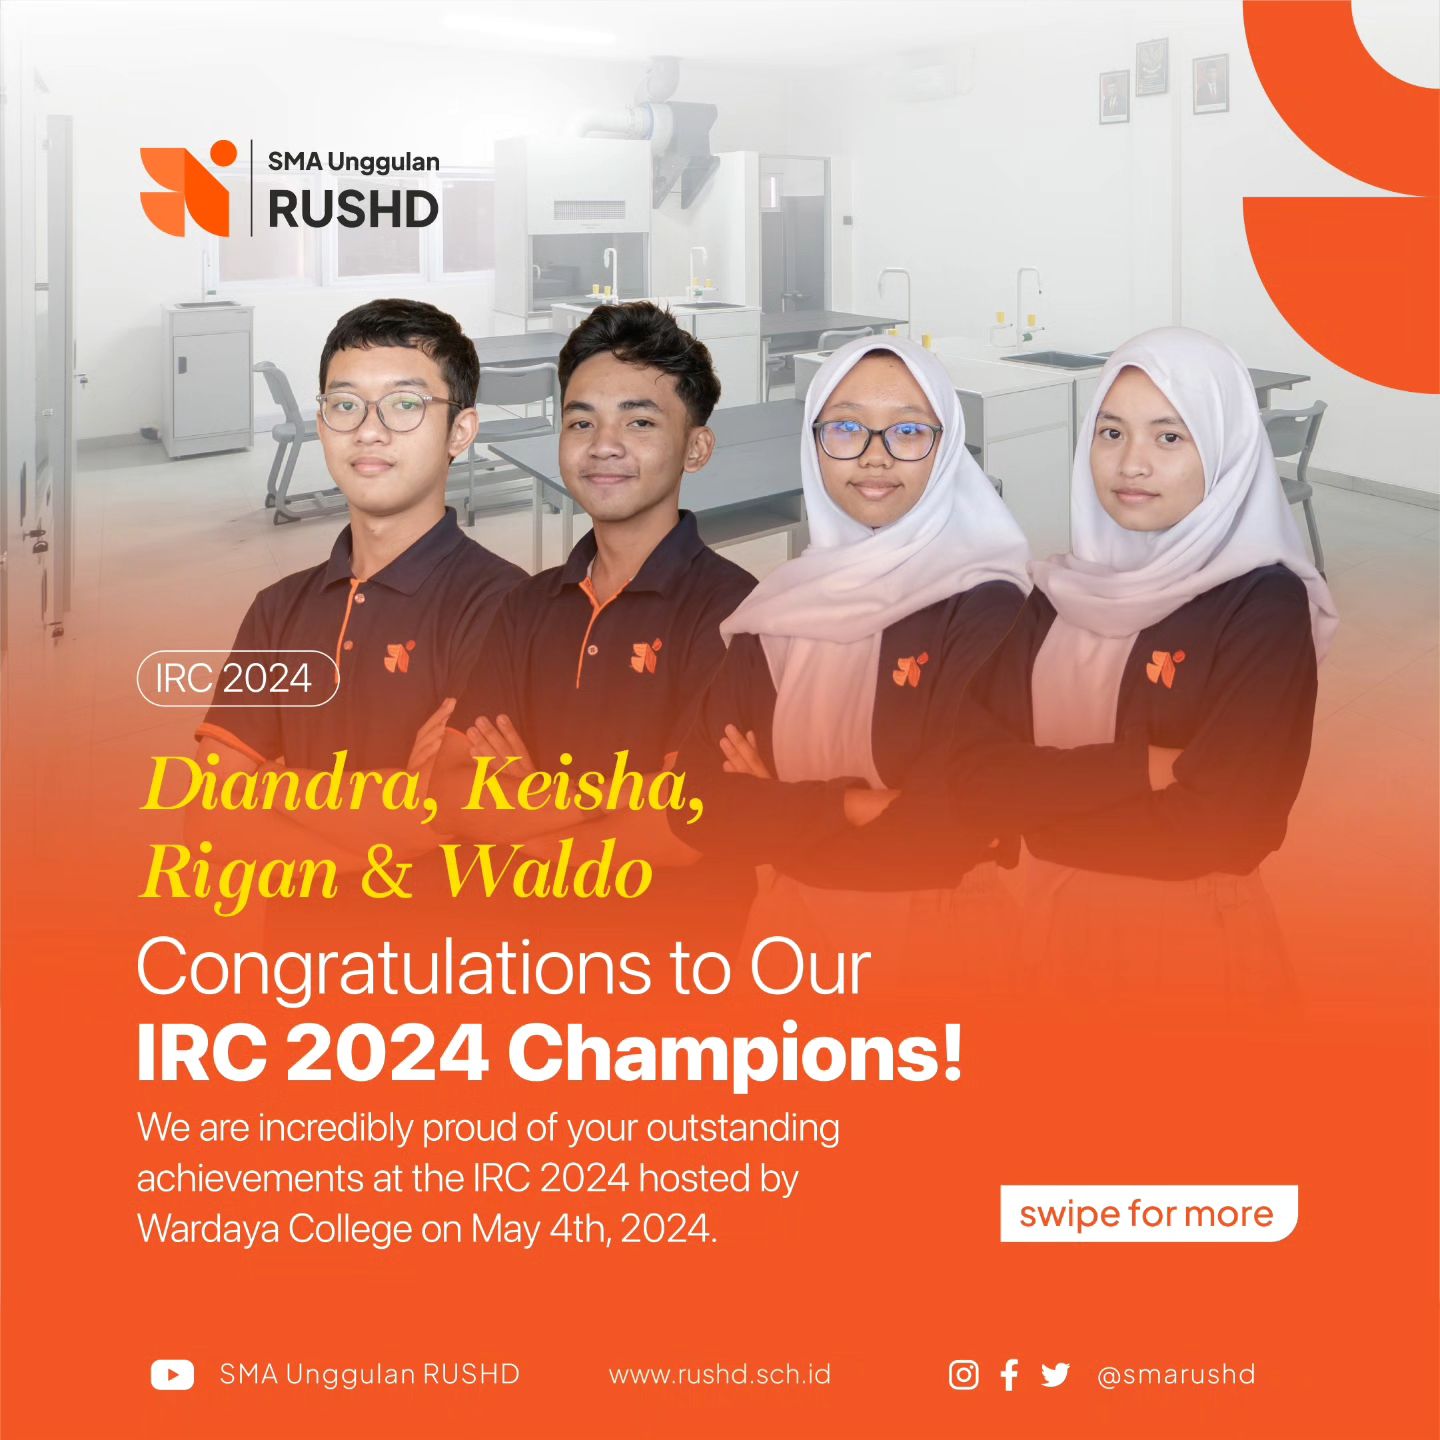 SMA Unggulan
RUSHD
IRC 2024
Diandra, Keisha,
Rigan & Waldo
Congratulations to Our
IRC 2024 Champions!
We are incredibly proud of your outstanding
achievements at the IRC 2024 hosted by
Wardaya College on May 4th, 2024.
swipe for more
SMA Unggulan RUSHD www.rushd.sch.id @smarushd